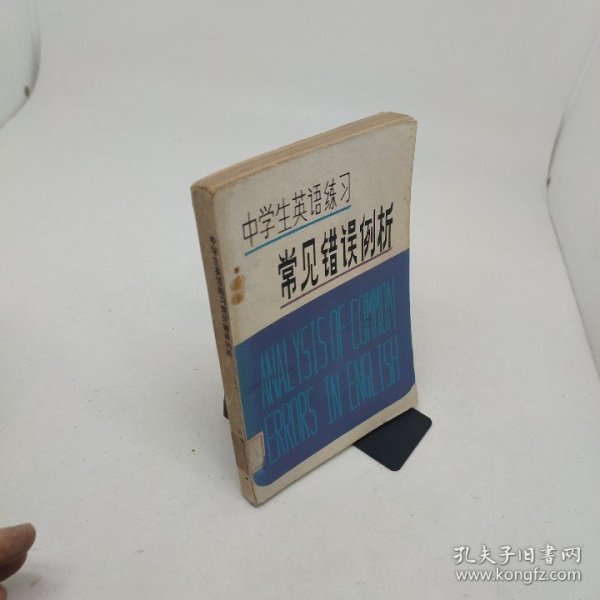 中学生英语练习
常见错误例析
ANALYSIS OF COMMON
ERRORS IN ENGLISH
孔夫子旧书网
www.kongfz.com